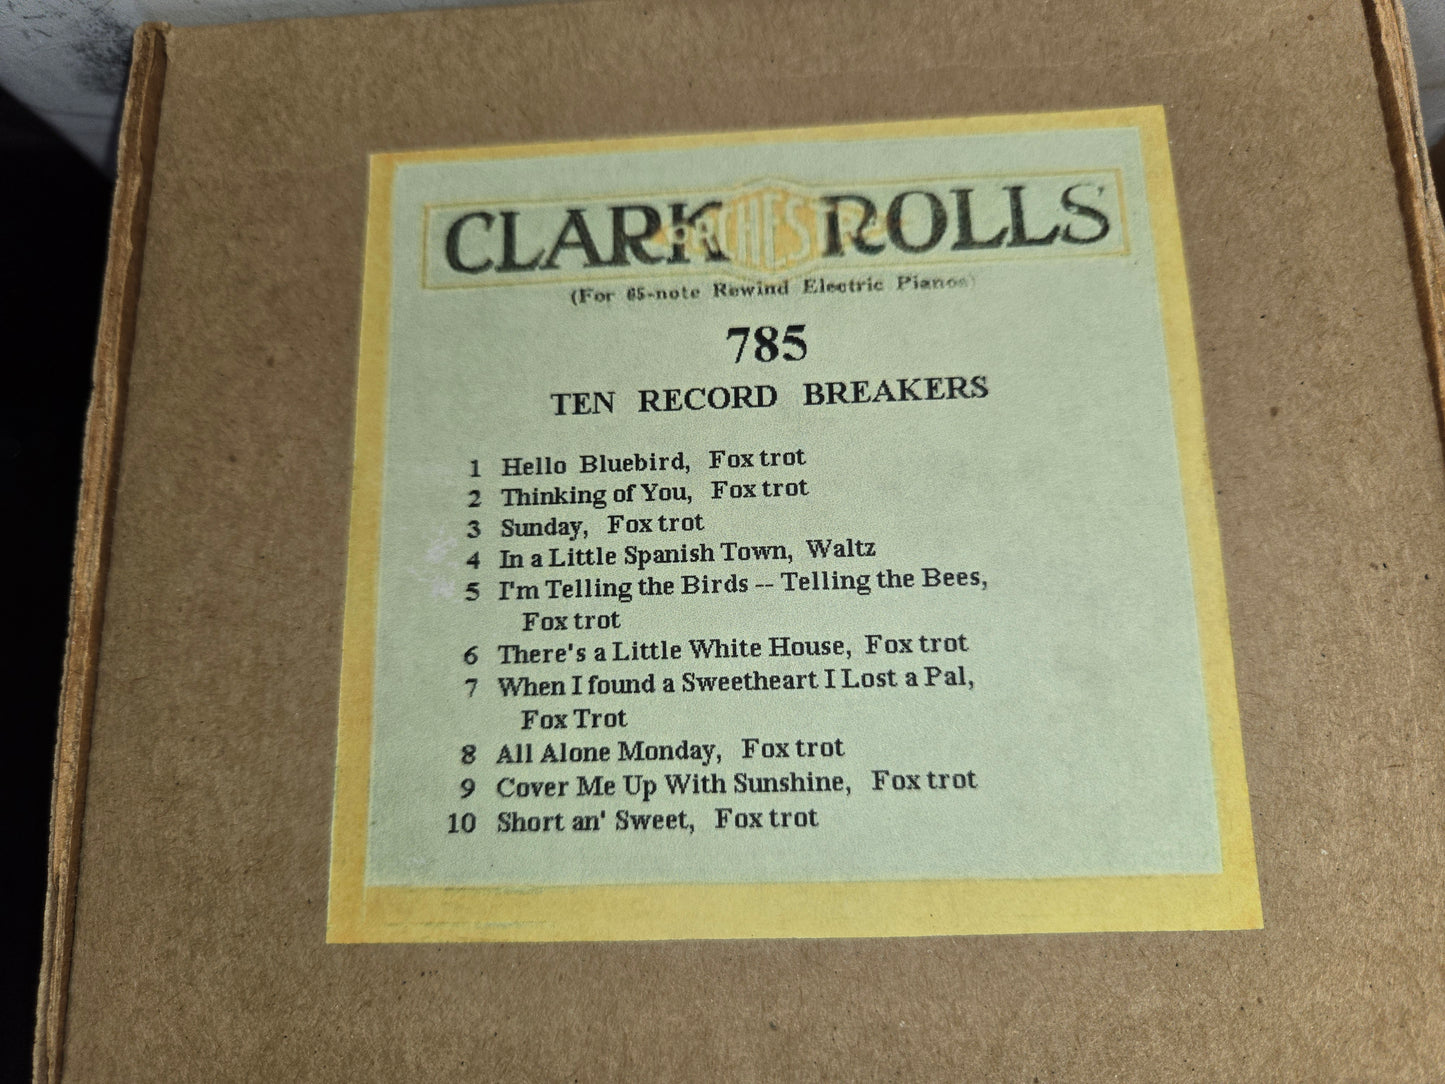 CLARK ORCHESTRA ROLLS
(For 65-note Rewind Electric Pianos)
785
TEN RECORD BREAKERS
1 Hello Bluebird, Fox trot
2 Thinking of You, Fox trot
3 Sunday, Fox trot
4 In a Little Spanish Town, Waltz
5 I'm Telling the Birds -- Telling the Bees,
Fox trot
6 There's a Little White House, Fox trot
7 When I found a Sweetheart I Lost a Pal,
Fox Trot
8 All Alone Monday, Fox trot
9 Cover Me Up With Sunshine, Fox trot
10 Short an' Sweet, Fox trot